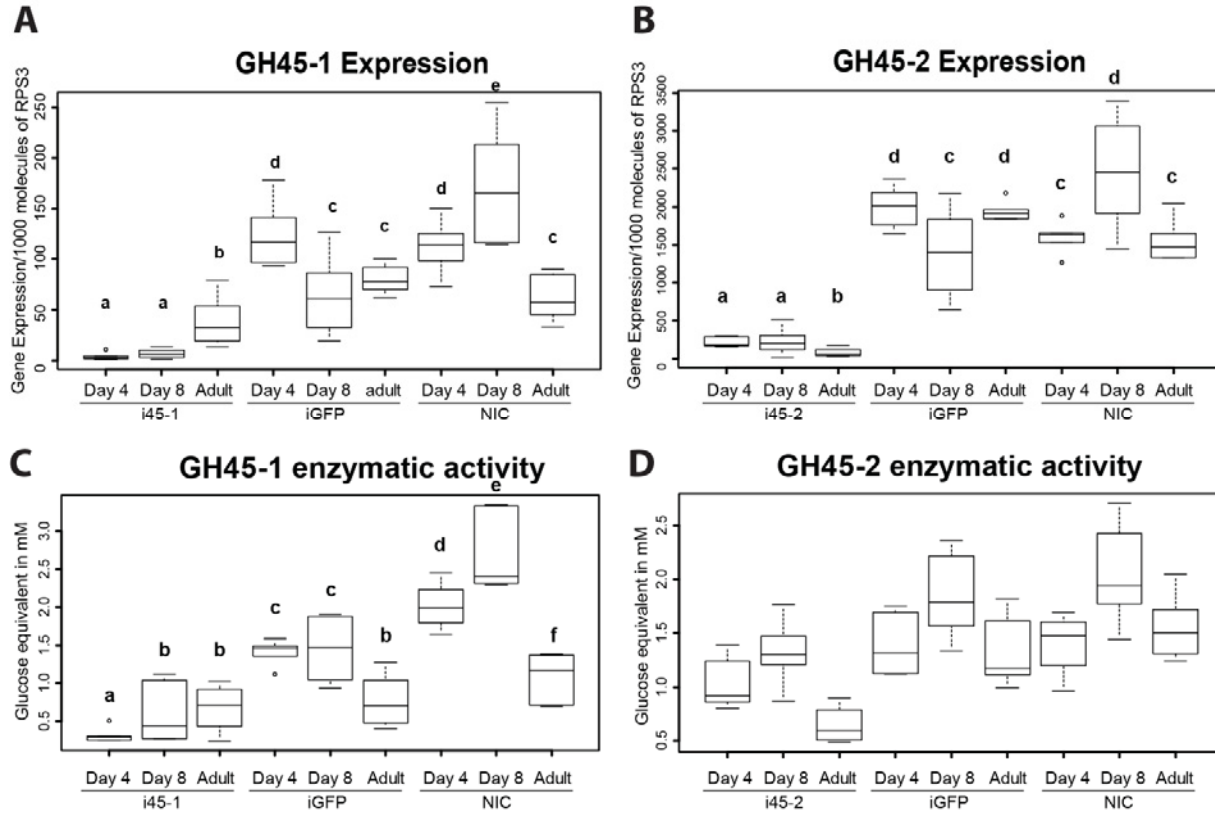 A
GH45-1 Expression
Gene Expression/1000 molecules of RPS3
250
200
150
100
50
0
a
a
b
d
c
c
d
e
c
Day 4 Day 8 Adult Day 4 Day 8 adult Day 4 Day 8 Adult
i45-1 iGFP NIC
B
GH45-2 Expression
Gene Expression/1000 molecules of RPS3
3500
3000
2500
2000
1500
1000
500
0
a
a
b
d
c
d
c
d
c
Day 4 Day 8 Adult Day 4 Day 8 Adult Day 4 Day 8 Adult
i45-2 iGFP NIC
C
GH45-1 enzymatic activity
Glucose equivalent in mM
3.0
2.5
2.0
1.5
1.0
0.5
a
b
b
c
c
b
d
e
f
Day 4 Day 8 Adult Day 4 Day 8 Adult Day 4 Day 8 Adult
i45-1 iGFP NIC
D
GH45-2 enzymatic activity
Glucose equivalent in mM
2.5
2.0
1.5
1.0
0.5
Day 4 Day 8 Adult Day 4 Day 8 Adult Day 4 Day 8 Adult
i45-2 iGFP NIC